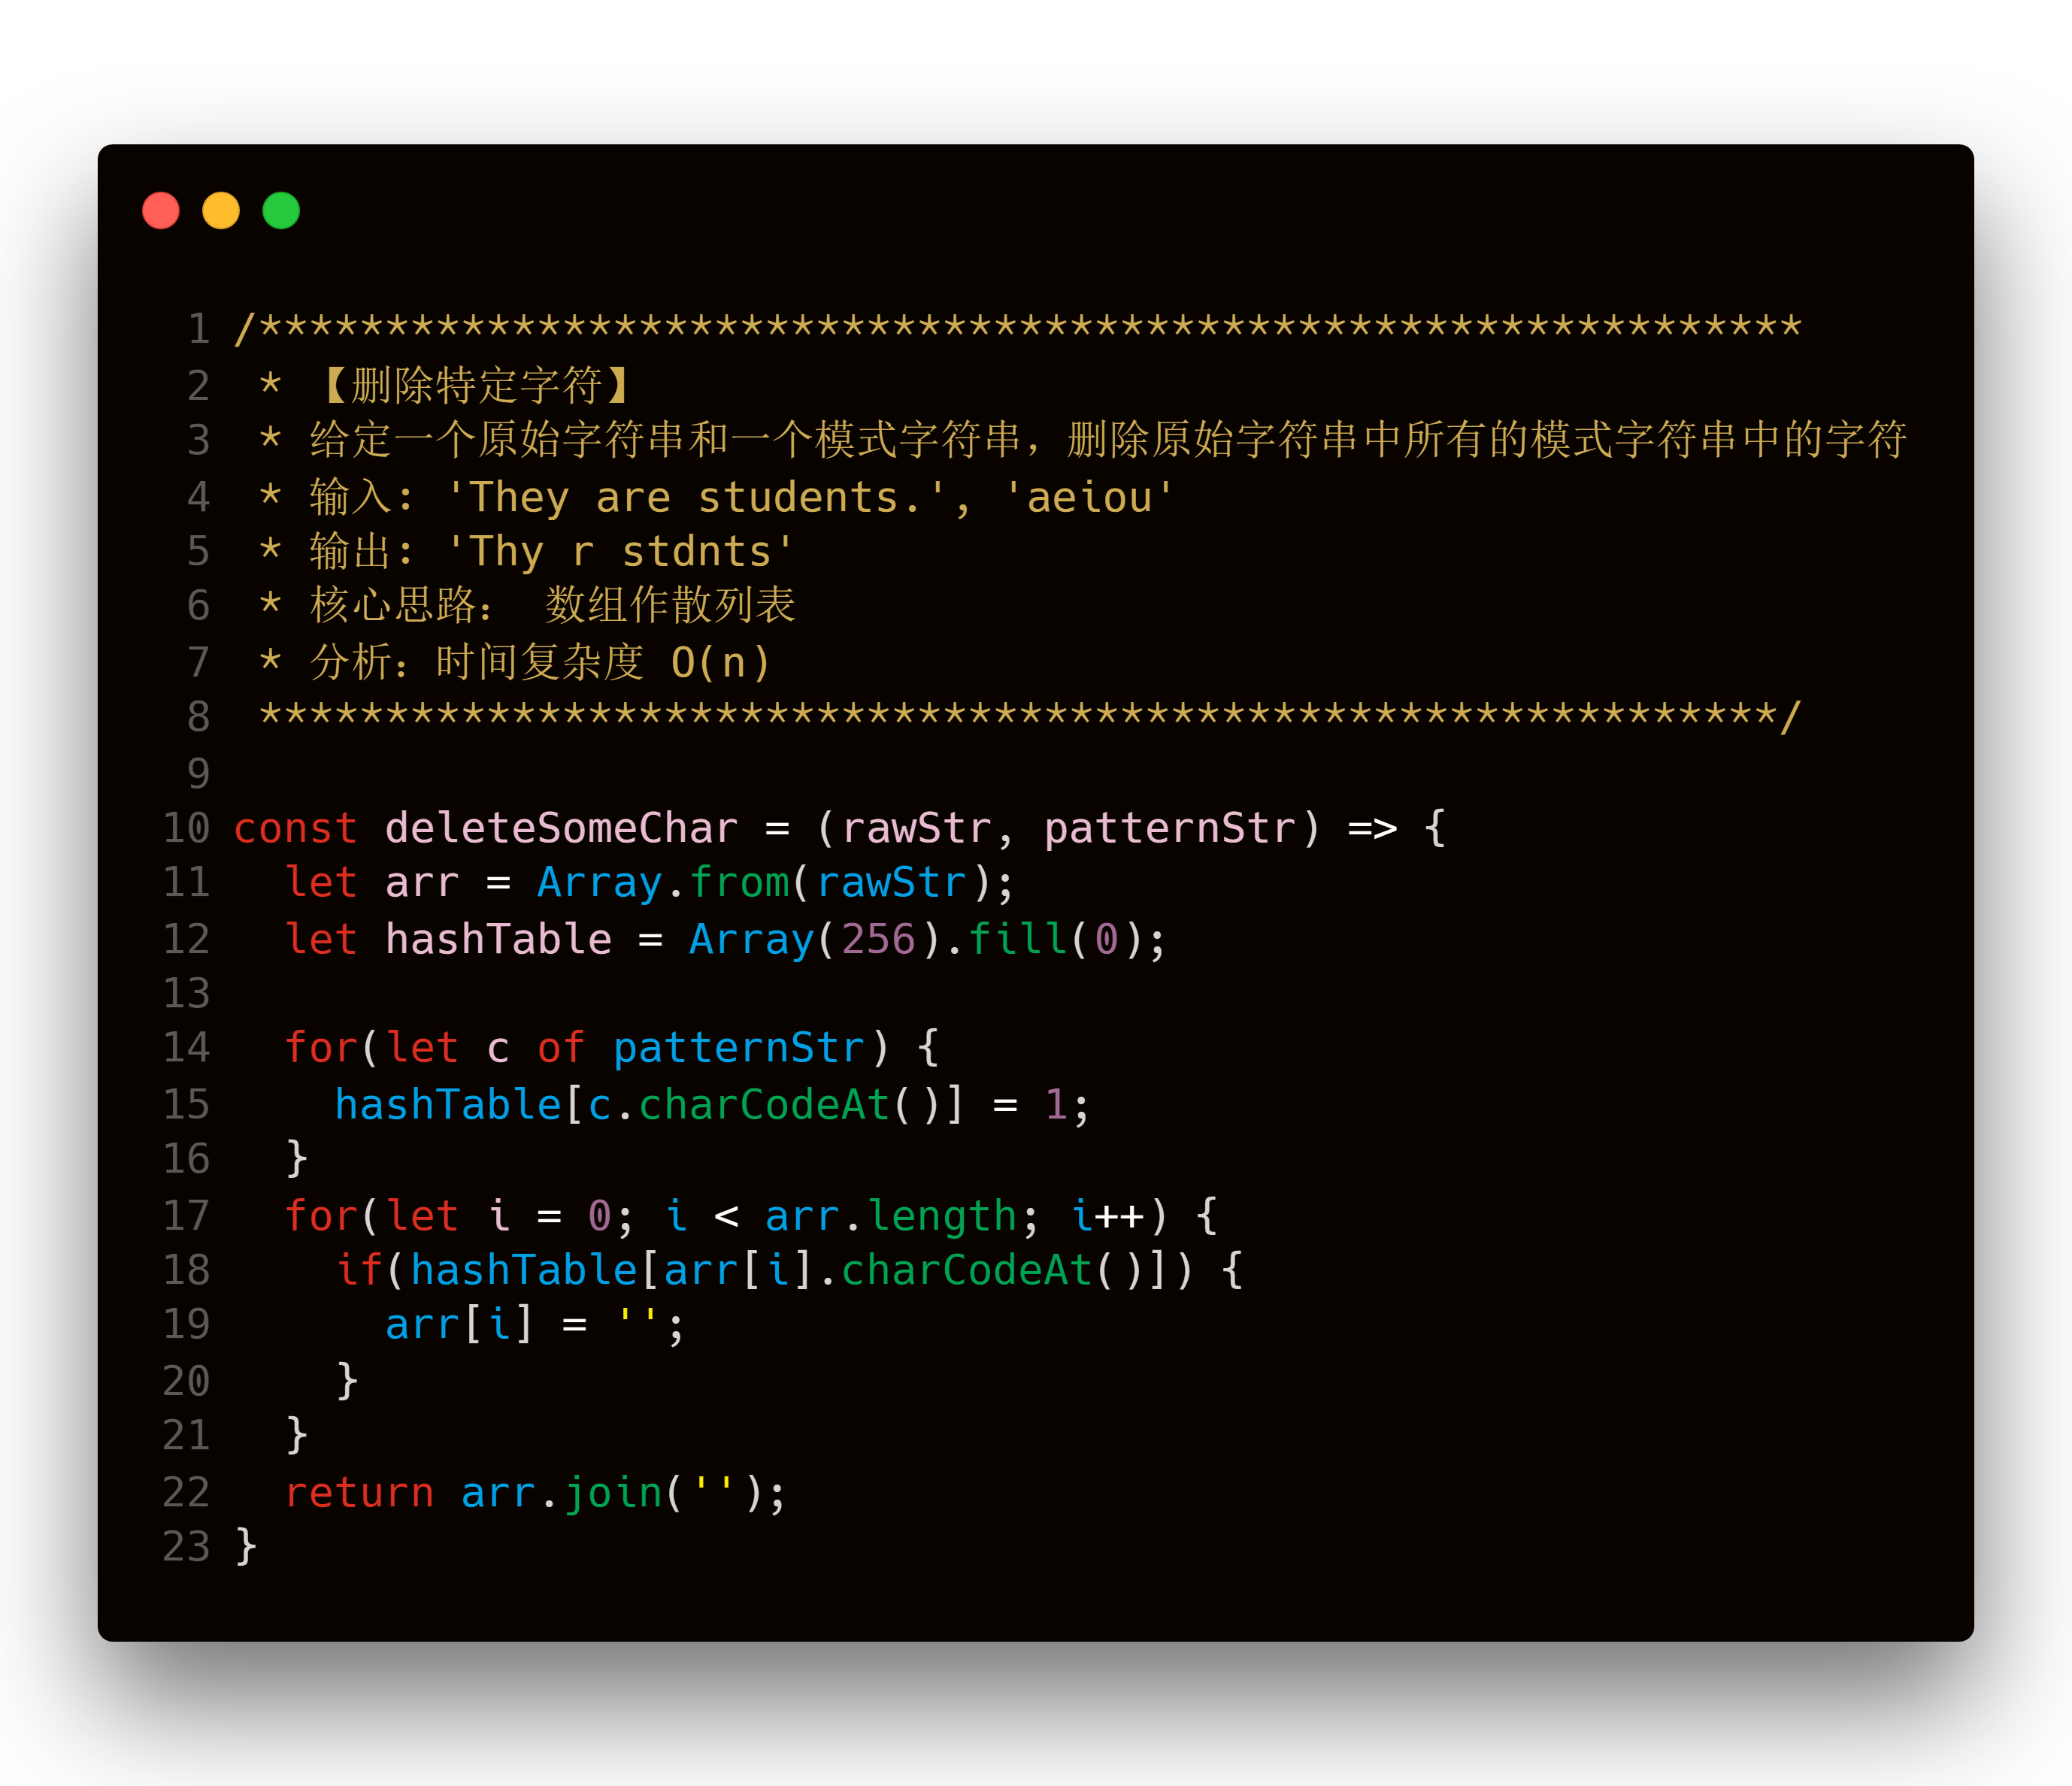 1 /*************************************************************
2  * 【删除特定字符】
3  * 给定一个原始字符串和一个模式字符串，删除原始字符串中所有的模式字符串中的字符
4  * 输入：'They are students.', 'aeiou'
5  * 输出：'Thy r stdnts'
6  * 核心思路： 数组作散列表
7  * 分析：时间复杂度 O(n)
8  ************************************************************/
9
10 const deleteSomeChar = (rawStr, patternStr) => {
11   let arr = Array.from(rawStr);
12   let hashTable = Array(256).fill(0);
13
14   for(let c of patternStr) {
15     hashTable[c.charCodeAt()] = 1;
16   }
17   for(let i = 0; i < arr.length; i++) {
18     if(hashTable[arr[i].charCodeAt()]) {
19       arr[i] = '';
20     }
21   }
22   return arr.join('');
23 }